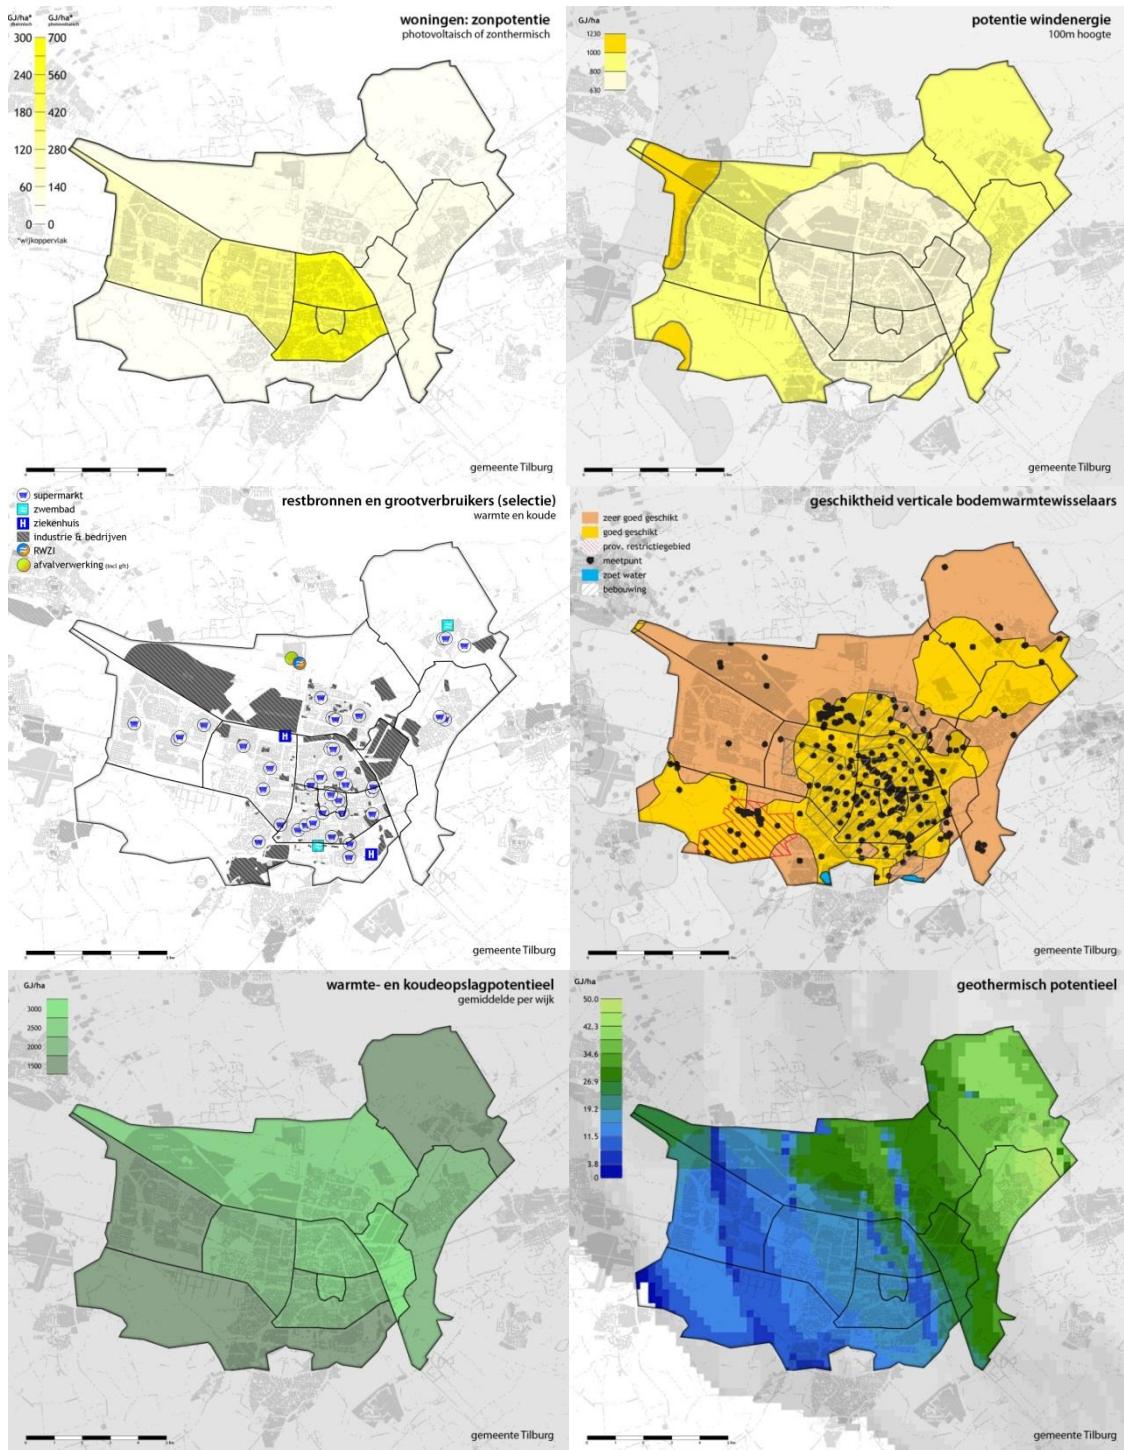 woningen: zonpotentie
photovoltaisch of zonthermisch
GJ/ha* GJ/ha*
thermisch photovoltaisch
300 700
240 560
180 420
120 280
60 140
0 0
*wijkoppervlak
gemeente Tilburg
potentie windenergie
100m hoogte
GJ/ha
1230
1000
800
630
gemeente Tilburg
restbronnen en grootverbruikers (selectie)
warmte en koude
supermarkt
zwembad
H ziekenhuis
industrie & bedrijven
RWZI
afvalverwerking (incl gft)
H
H
gemeente Tilburg
geschiktheid verticale bodemwarmtewisselaars
zeer goed geschikt
goed geschikt
prov. restrictiegebied
meetpunt
zoet water
bebouwing
gemeente Tilburg
warmte- en koudeopslagpotentieel
gemiddelde per wijk
GJ/ha
3000
2500
2000
1500
gemeente Tilburg
geothermisch potentieel
GJ/ha
50.0
42.3
34.6
26.9
19.2
11.5
3.8
0
gemeente Tilburg